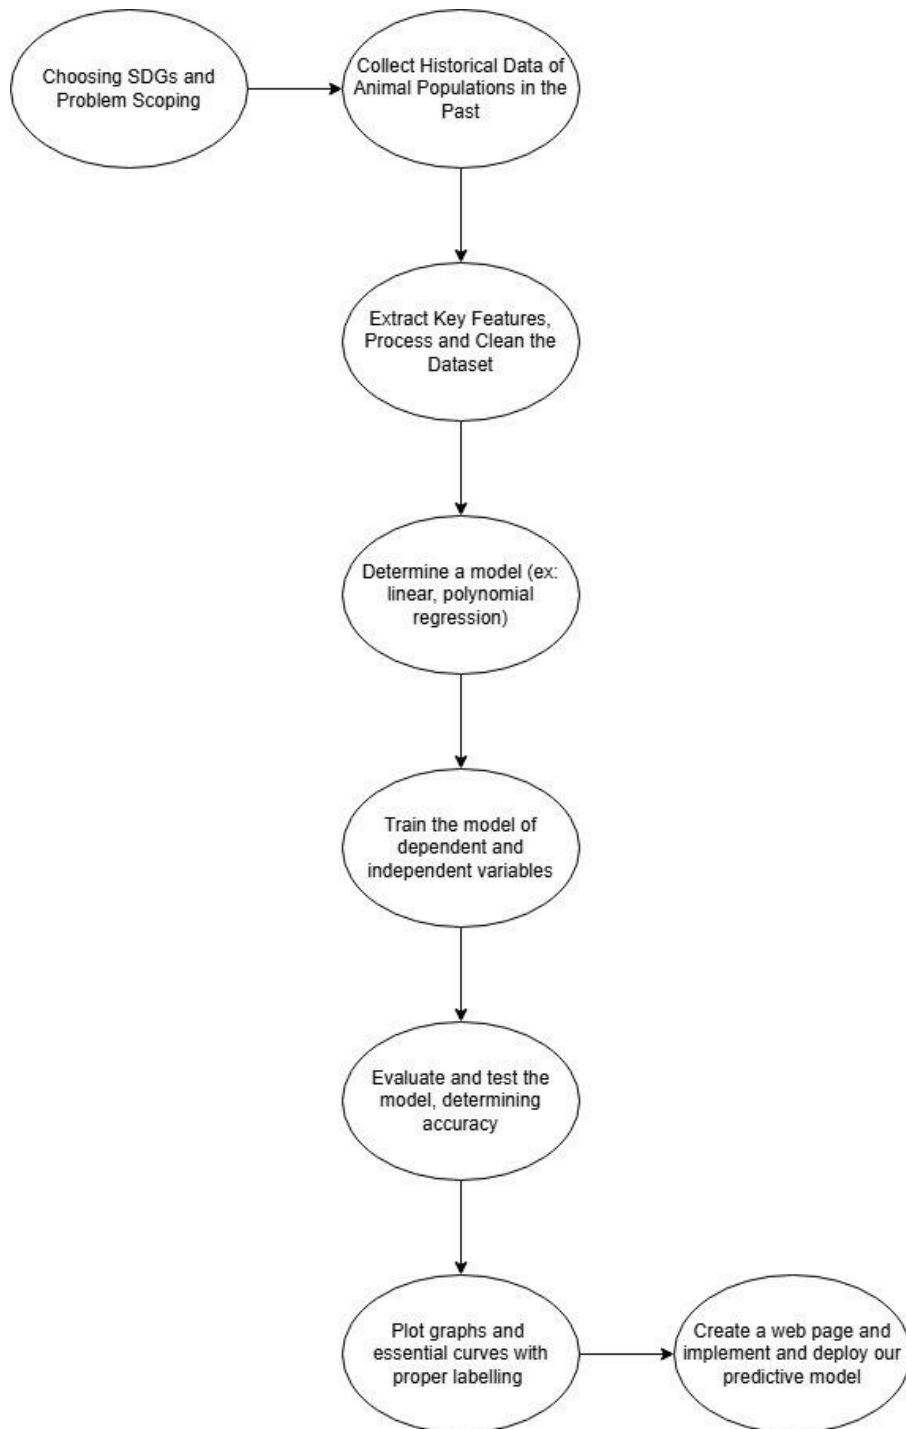 Choosing SDGs and
Problem Scoping
Collect Historical Data of
Animal Populations in the
Past
Extract Key Features,
Process and Clean the
Dataset
Determine a model (ex:
linear, polynomial
regression)
Train the model of
dependent and
independent variables
Evaluate and test the
model, determining
accuracy
Plot graphs and
essential curves with
proper labelling
Create a web page and
implement and deploy our
predictive model